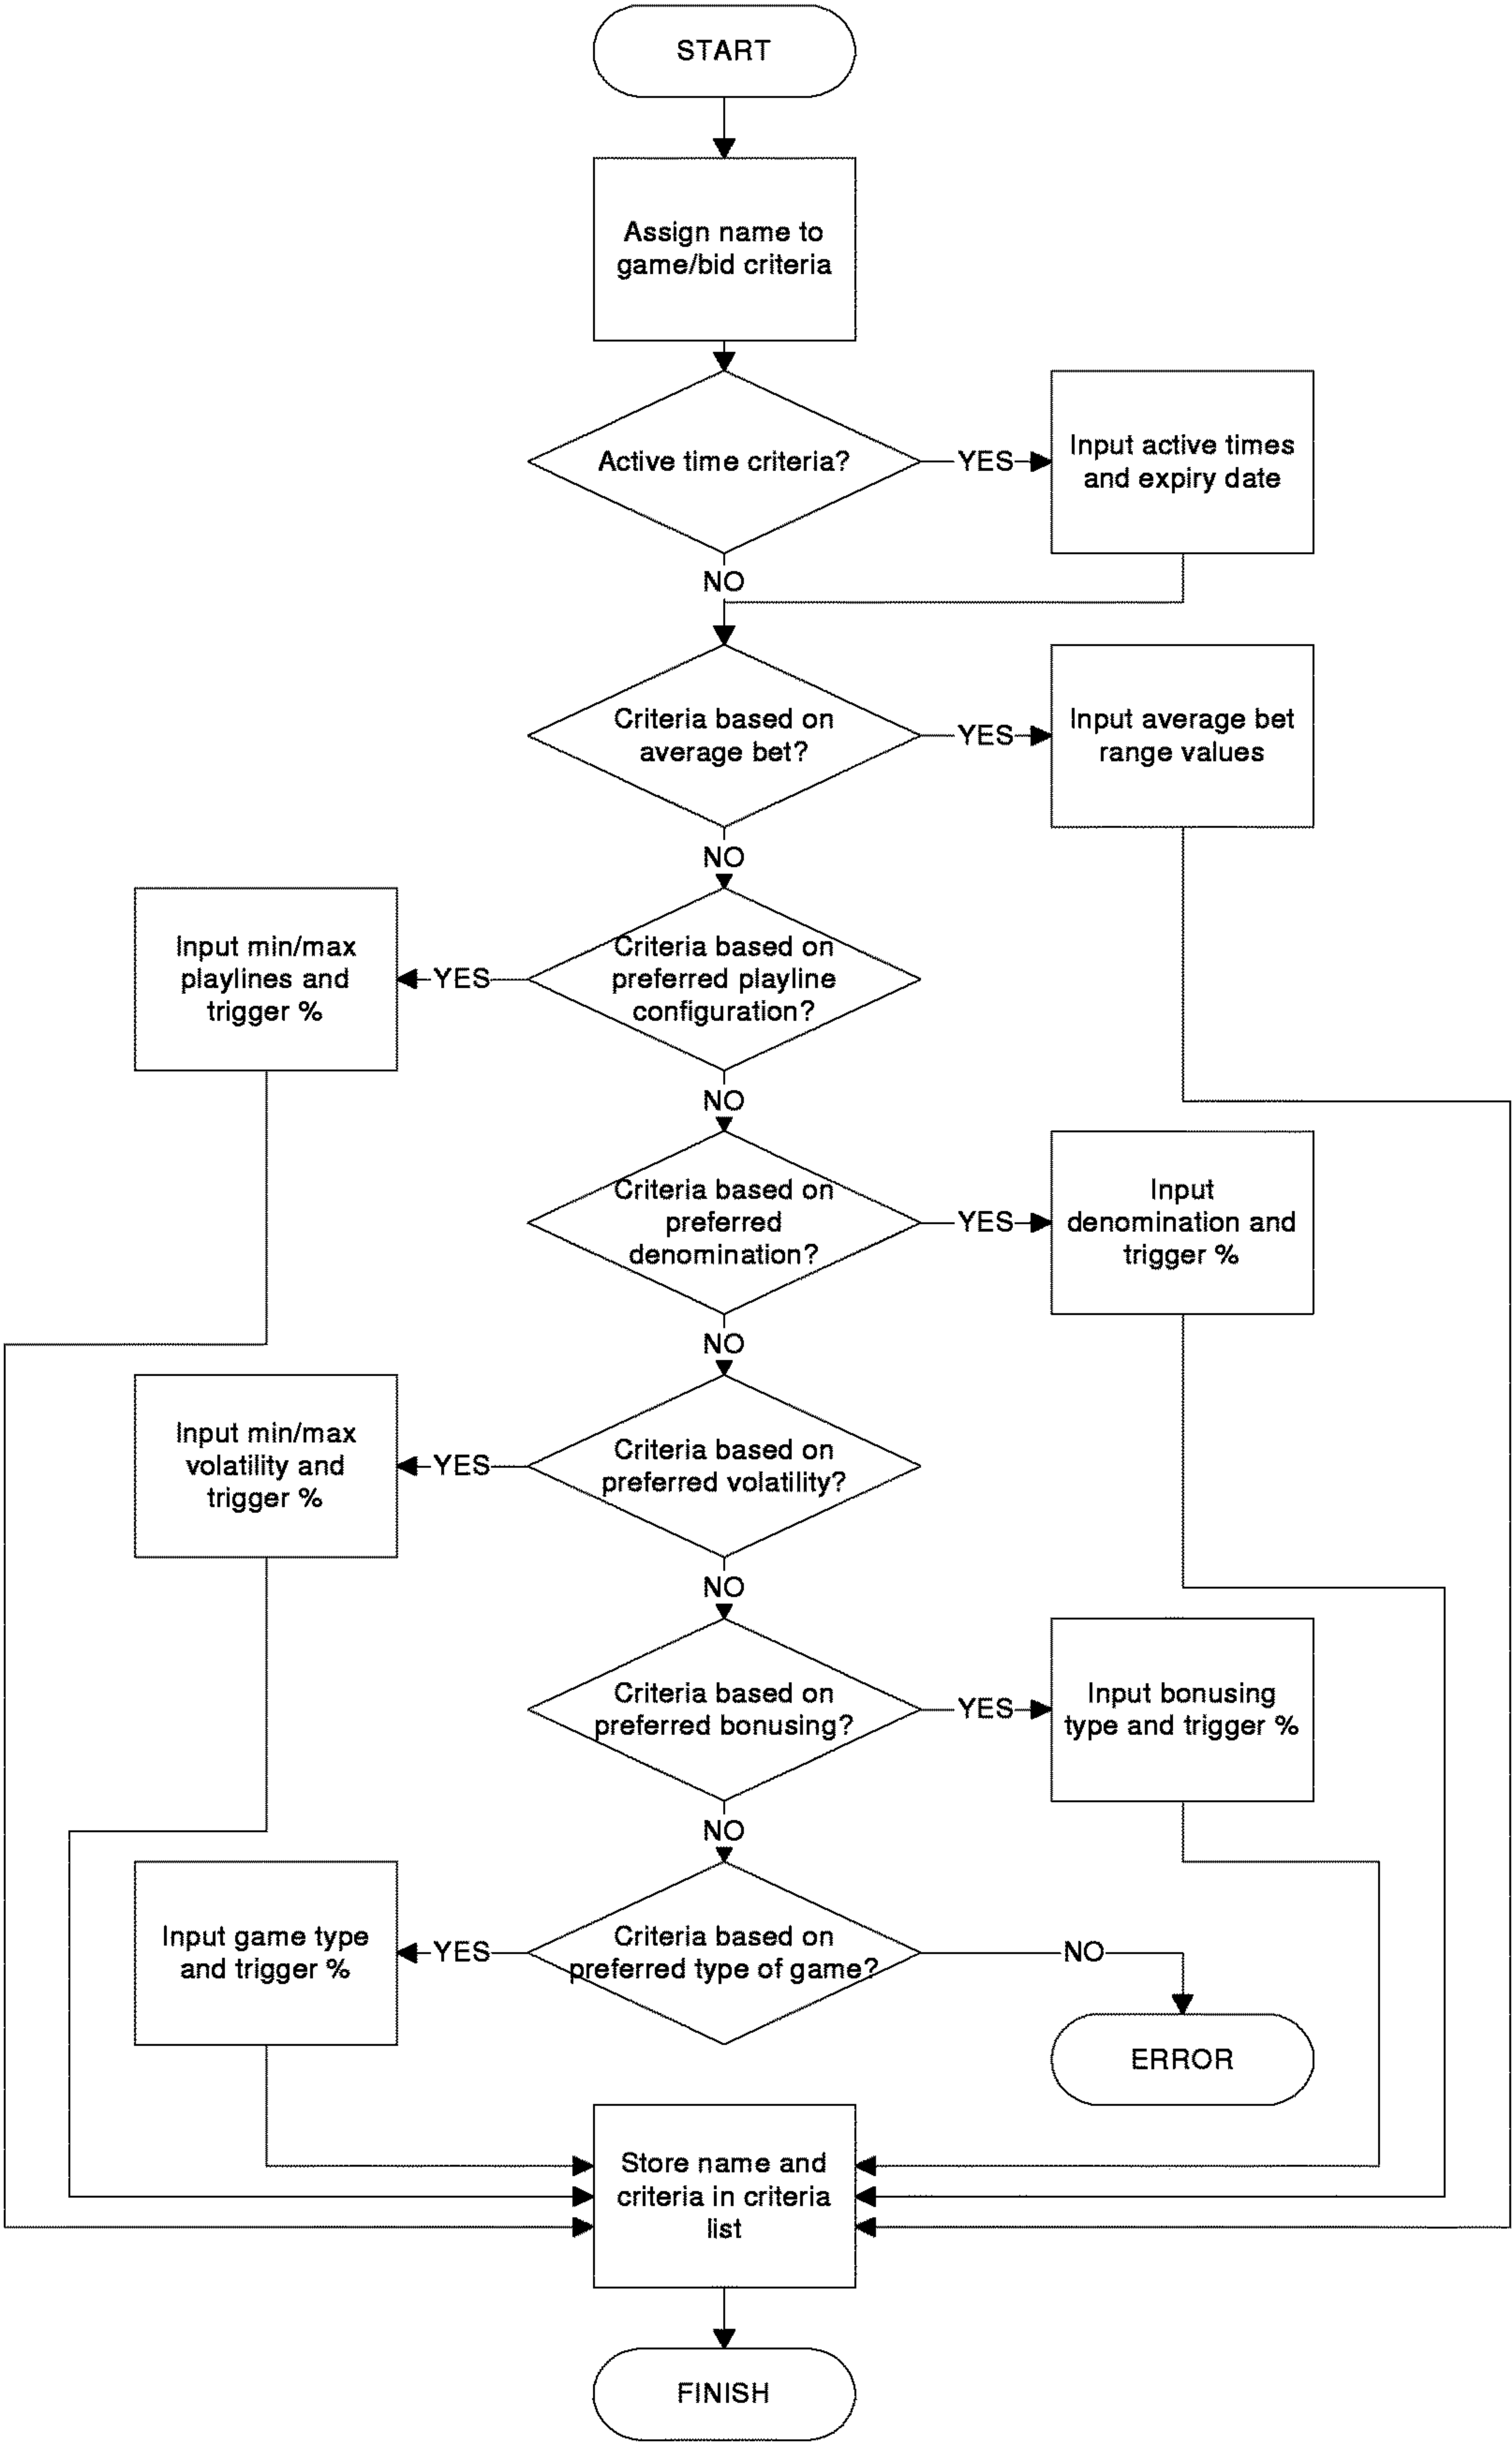 START
Assign name to
game/bid criteria
Active time criteria?
YES
Input active times
and expiry date
NO
Criteria based on
average bet?
YES
Input average bet
range values
NO
Input min/max
playlines and
trigger %
YES
Criteria based on
preferred playline
configuration?
NO
Criteria based on
preferred
denomination?
YES
Input
denomination and
trigger %
NO
Input min/max
volatility and
trigger %
YES
Criteria based on
preferred volatility?
NO
Criteria based on
preferred bonusing?
YES
Input bonusing
type and trigger %
NO
Input game type
and trigger %
YES
Criteria based on
preferred type of game?
NO
ERROR
Store name and
criteria in criteria
list
FINISH